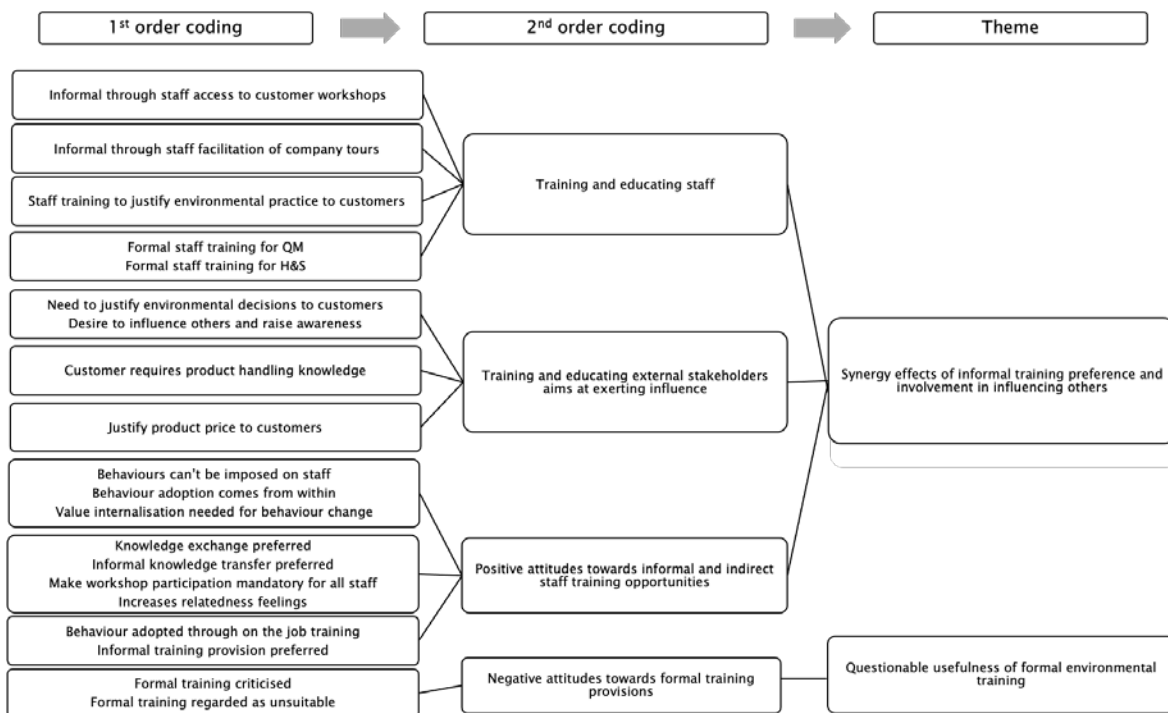 1st order coding
2nd order coding
Theme
Informal through staff access to customer workshops
Informal through staff facilitation of company tours
Staff training to justify environmental practice to customers
Formal staff training for QM
Formal staff training for H&S
Training and educating staff
Need to justify environmental decisions to customers
Desire to influence others and raise awareness
Customer requires product handling knowledge
Justify product price to customers
Training and educating external stakeholders
aims at exerting influence
Behaviours can't be imposed on staff
Behaviour adoption comes from within
Value internalisation needed for behaviour change
Knowledge exchange preferred
Informal knowledge transfer preferred
Make workshop participation mandatory for all staff
Increases relatedness feelings
Behaviour adopted through on the job training
Informal training provision preferred
Positive attitudes towards informal and indirect
staff training opportunities
Synergy effects of informal training preference and
involvement in influencing others
Formal training criticised
Formal training regarded as unsuitable
Negative attitudes towards formal training
provisions
Questionable usefulness of formal environmental
training